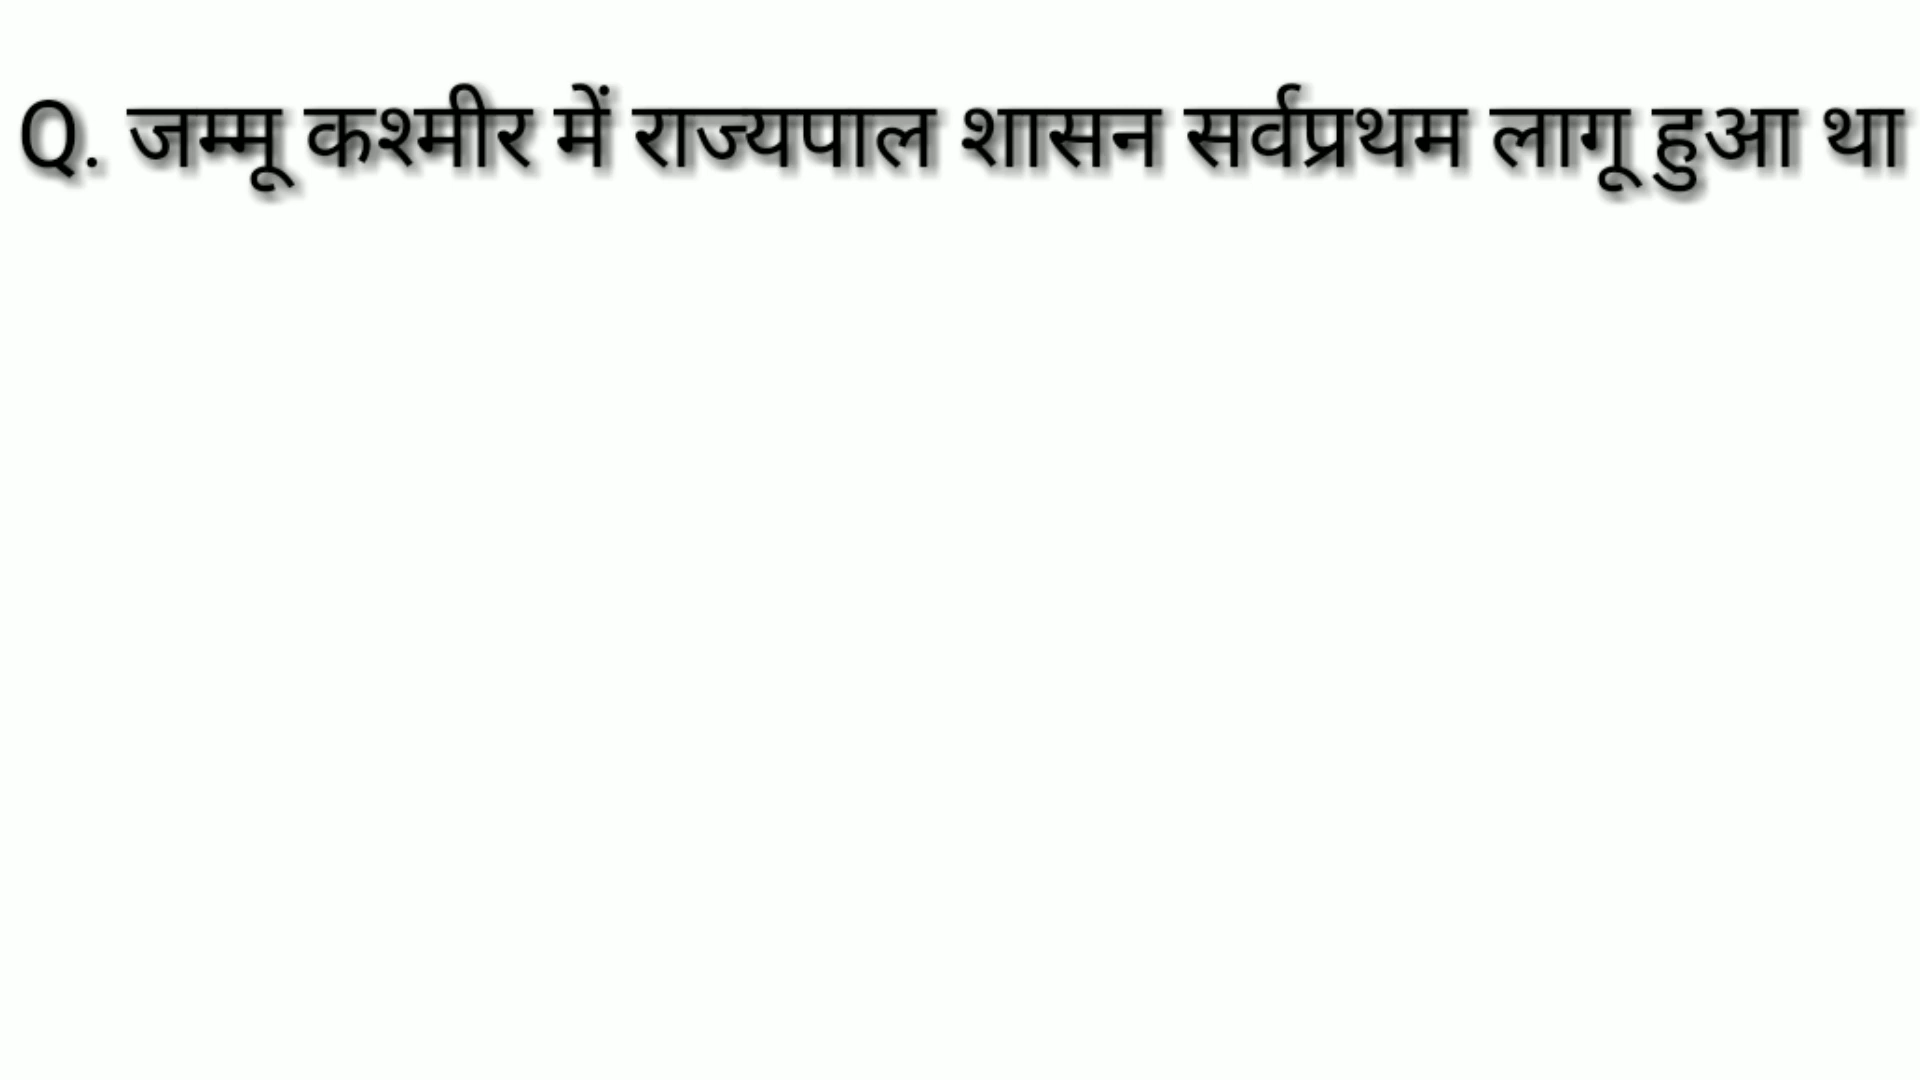 Q. जम्मू कश्मीर में राज्यपाल शासन सर्वप्रथम लागू हुआ था